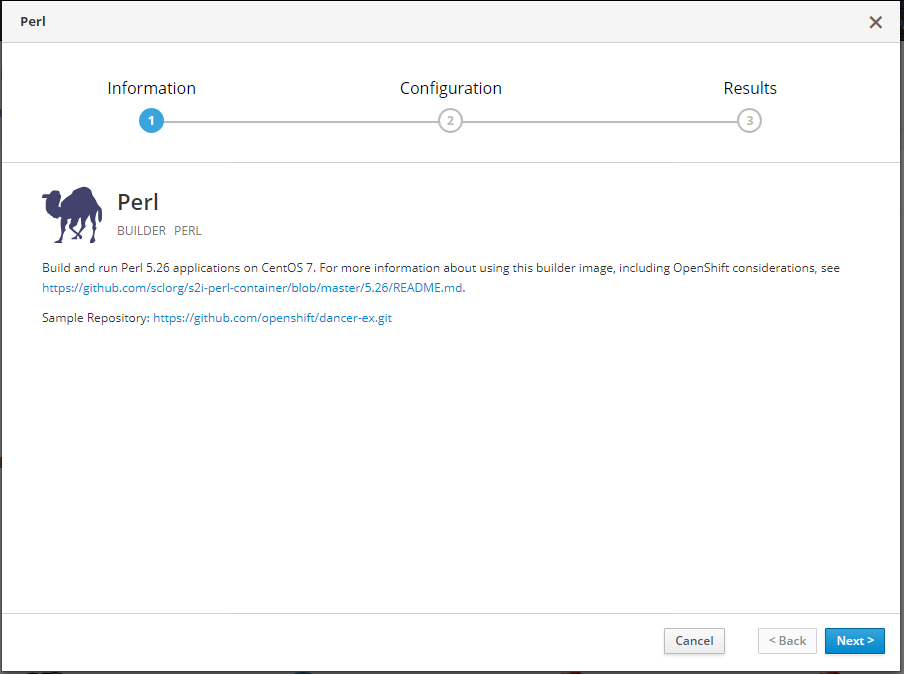 Perl
Information
Configuration
Results
1
2
3
Perl
BUILDER PERL
Build and run Perl 5.26 applications on CentOS 7. For more information about using this builder image, including OpenShift considerations, see
https://github.com/sclorg/s2i-perl-container/blob/master/5.26/README.md.
Sample Repository: https://github.com/openshift/dancer-ex.git
Cancel
< Back
Next >